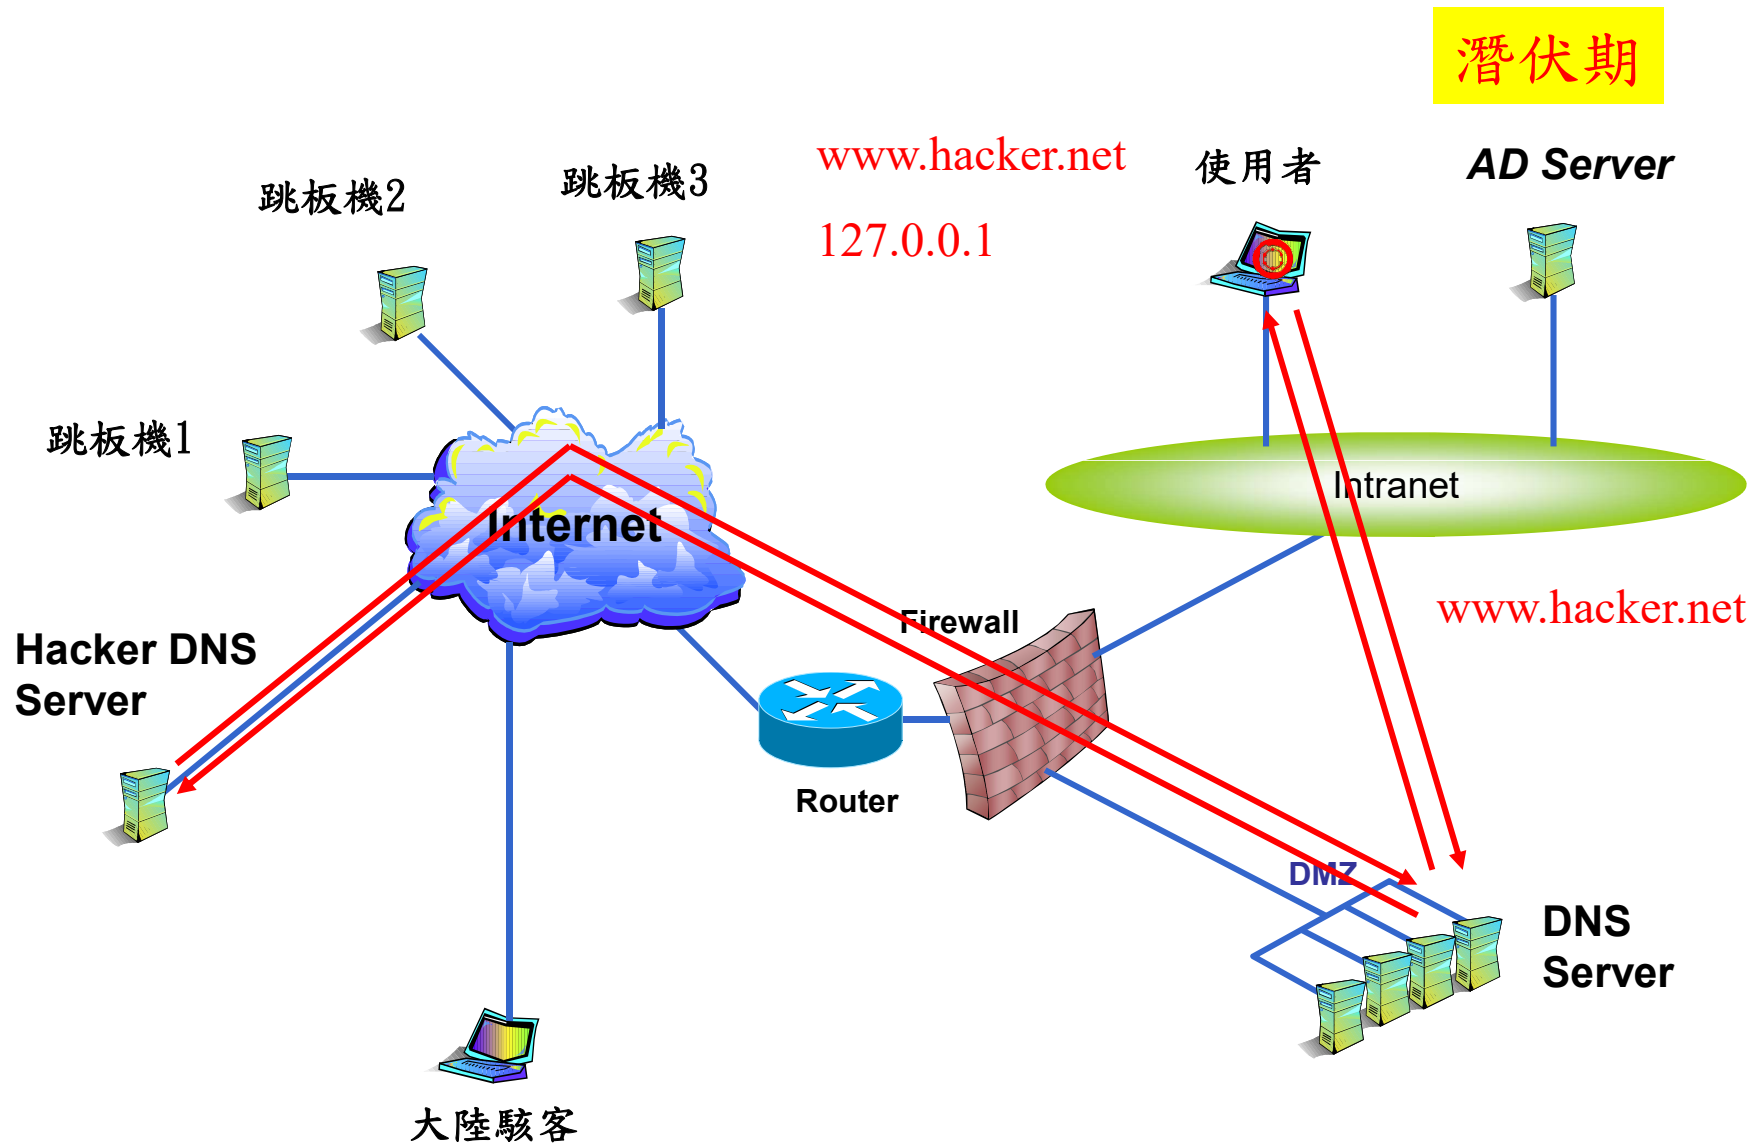 潛伏期
www.hacker.net
127.0.0.1
使用者
AD Server
跳板機2
跳板機3
跳板機1
Internet
Intranet
www.hacker.net
Firewall
Hacker DNS
Server
Router
DMZ
DNS
Server
大陸駭客